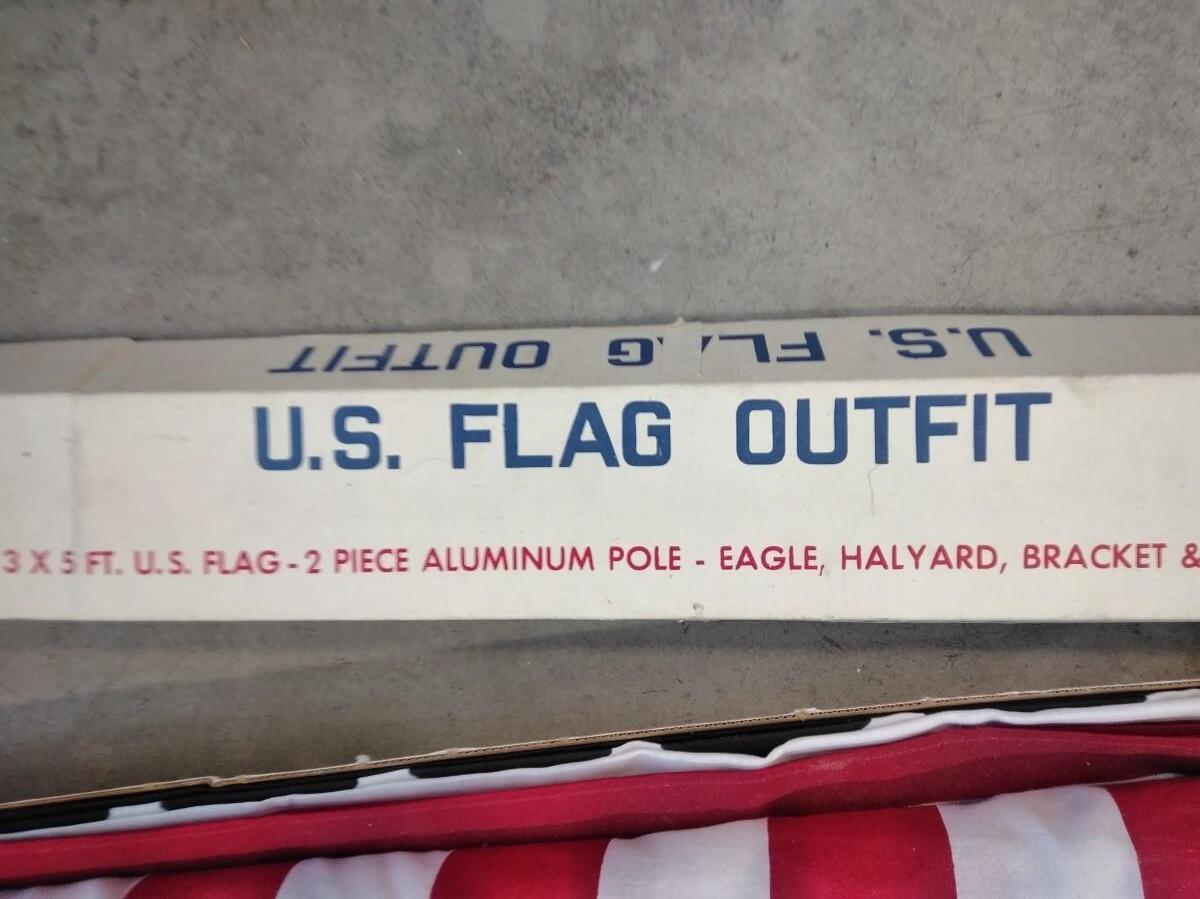 U.S. FLAG OUTFIT
U.S. FLAG OUTFIT
3 X 5 FT. U.S. FLAG - 2 PIECE ALUMINUM POLE - EAGLE, HALYARD, BRACKET &